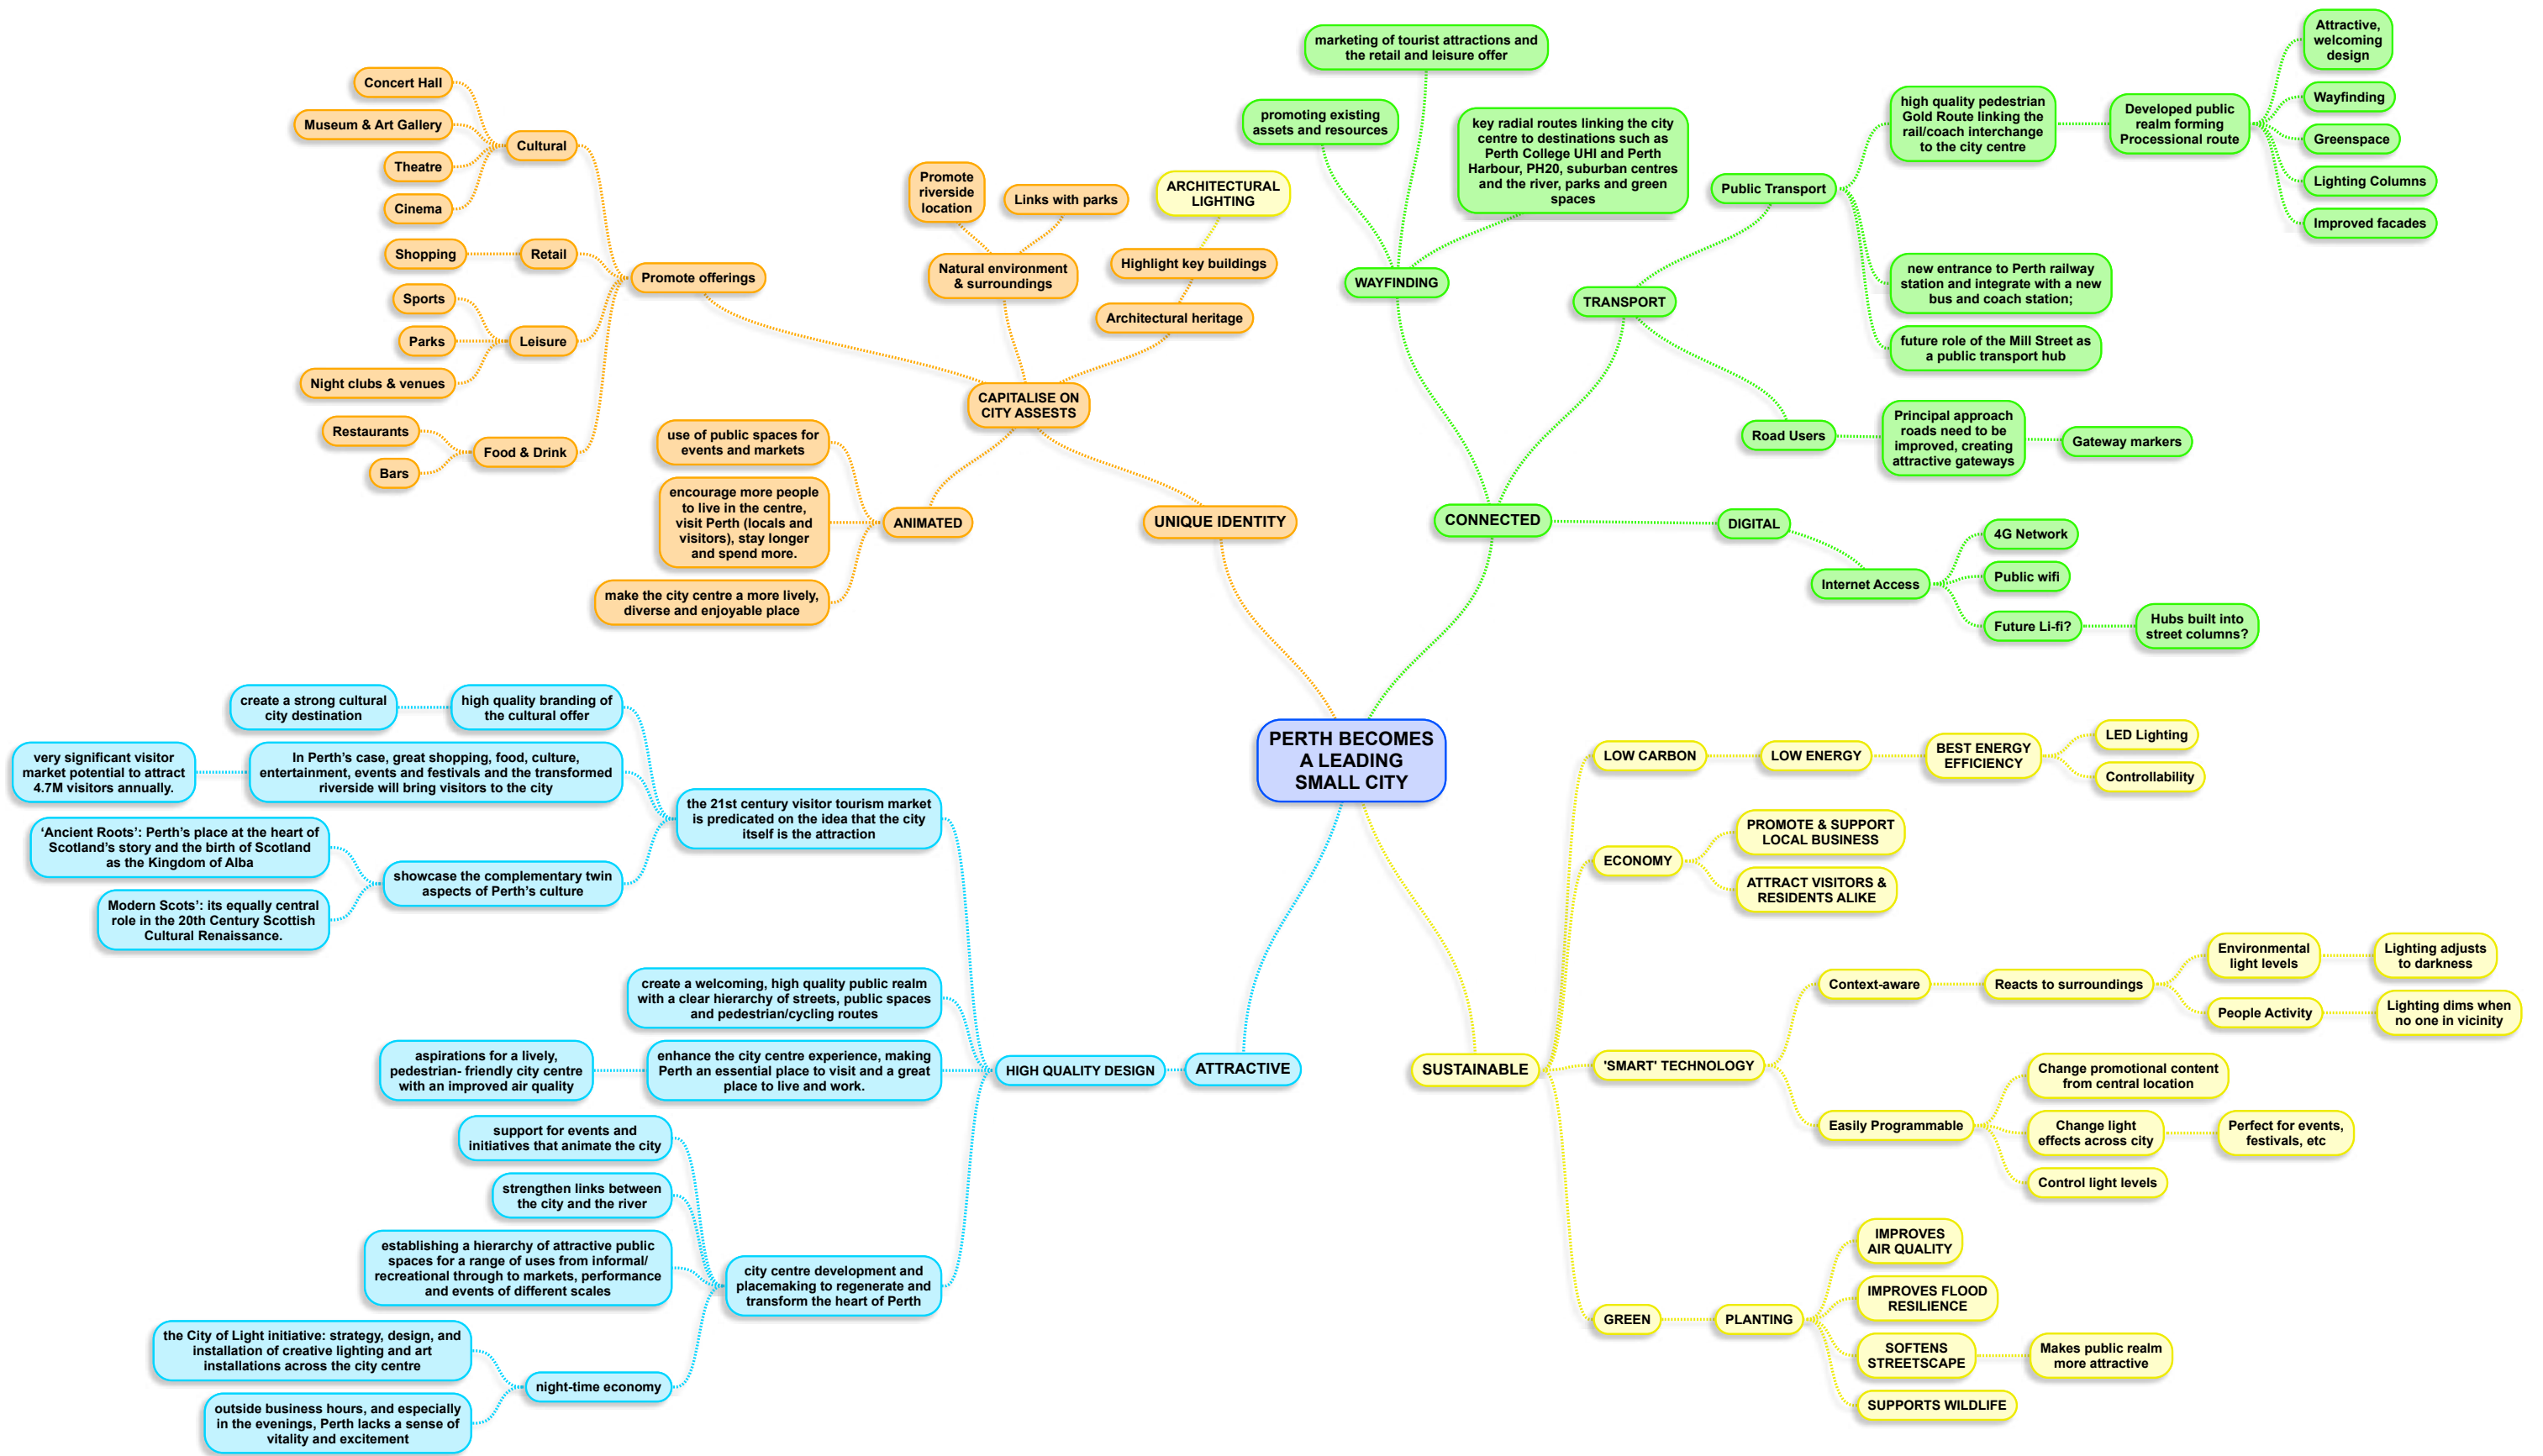 PERTH BECOMES
A LEADING
SMALL CITY
UNIQUE IDENTITY
CAPITALISE ON
CITY ASSESTS
Promote offerings
Cultural
Concert Hall
Museum & Art Gallery
Theatre
Cinema
Retail
Shopping
Leisure
Sports
Parks
Night clubs & venues
Food & Drink
Restaurants
Bars
Natural environment
& surroundings
Promote
riverside
location
Links with parks
Architectural heritage
Highlight key buildings
ARCHITECTURAL
LIGHTING
ANIMATED
use of public spaces for
events and markets
encourage more people
to live in the centre,
visit Perth (locals and
visitors), stay longer
and spend more.
make the city centre a more lively,
diverse and enjoyable place
CONNECTED
WAYFINDING
promoting existing
assets and resources
marketing of tourist attractions and
the retail and leisure offer
key radial routes linking the city
centre to destinations such as
Perth College UHI and Perth
Harbour, PH20, suburban centres
and the river, parks and green
spaces
TRANSPORT
Public Transport
high quality pedestrian
Gold Route linking the
rail/coach interchange
to the city centre
Developed public
realm forming
Processional route
Attractive,
welcoming
design
Wayfinding
Greenspace
Lighting Columns
Improved facades
new entrance to Perth railway
station and integrate with a new
bus and coach station;
future role of the Mill Street as
a public transport hub
Road Users
Principal approach
roads need to be
improved, creating
attractive gateways
Gateway markers
DIGITAL
Internet Access
4G Network
Public wifi
Future Li-fi?
Hubs built into
street columns?
ATTRACTIVE
HIGH QUALITY DESIGN
the 21st century visitor tourism market
is predicated on the idea that the city
itself is the attraction
high quality branding of
the cultural offer
create a strong cultural
city destination
In Perth's case, great shopping, food, culture,
entertainment, events and festivals and the transformed
riverside will bring visitors to the city
very significant visitor
market potential to attract
4.7M visitors annually.
showcase the complementary twin
aspects of Perth's culture
‘Ancient Roots’: Perth's place at the heart of
Scotland's story and the birth of Scotland
as the Kingdom of Alba
Modern Scots’: its equally central
role in the 20th Century Scottish
Cultural Renaissance.
create a welcoming, high quality public realm
with a clear hierarchy of streets, public spaces
and pedestrian/cycling routes
enhance the city centre experience, making
Perth an essential place to visit and a great
place to live and work.
aspirations for a lively,
pedestrian- friendly city centre
with an improved air quality
city centre development and
placemaking to regenerate and
transform the heart of Perth
support for events and
initiatives that animate the city
strengthen links between
the city and the river
establishing a hierarchy of attractive public
spaces for a range of uses from informal/
recreational through to markets, performance
and events of different scales
night-time economy
the City of Light initiative: strategy, design, and
installation of creative lighting and art
installations across the city centre
outside business hours, and especially
in the evenings, Perth lacks a sense of
vitality and excitement
SUSTAINABLE
LOW CARBON
LOW ENERGY
BEST ENERGY
EFFICIENCY
LED Lighting
Controllability
ECONOMY
PROMOTE & SUPPORT
LOCAL BUSINESS
ATTRACT VISITORS &
RESIDENTS ALIKE
'SMART' TECHNOLOGY
Context-aware
Reacts to surroundings
Environmental
light levels
Lighting adjusts
to darkness
People Activity
Lighting dims when
no one in vicinity
Easily Programmable
Change promotional content
from central location
Change light
effects across city
Perfect for events,
festivals, etc
Control light levels
GREEN
PLANTING
IMPROVES
AIR QUALITY
IMPROVES FLOOD
RESILIENCE
SOFTENS
STREETSCAPE
Makes public realm
more attractive
SUPPORTS WILDLIFE